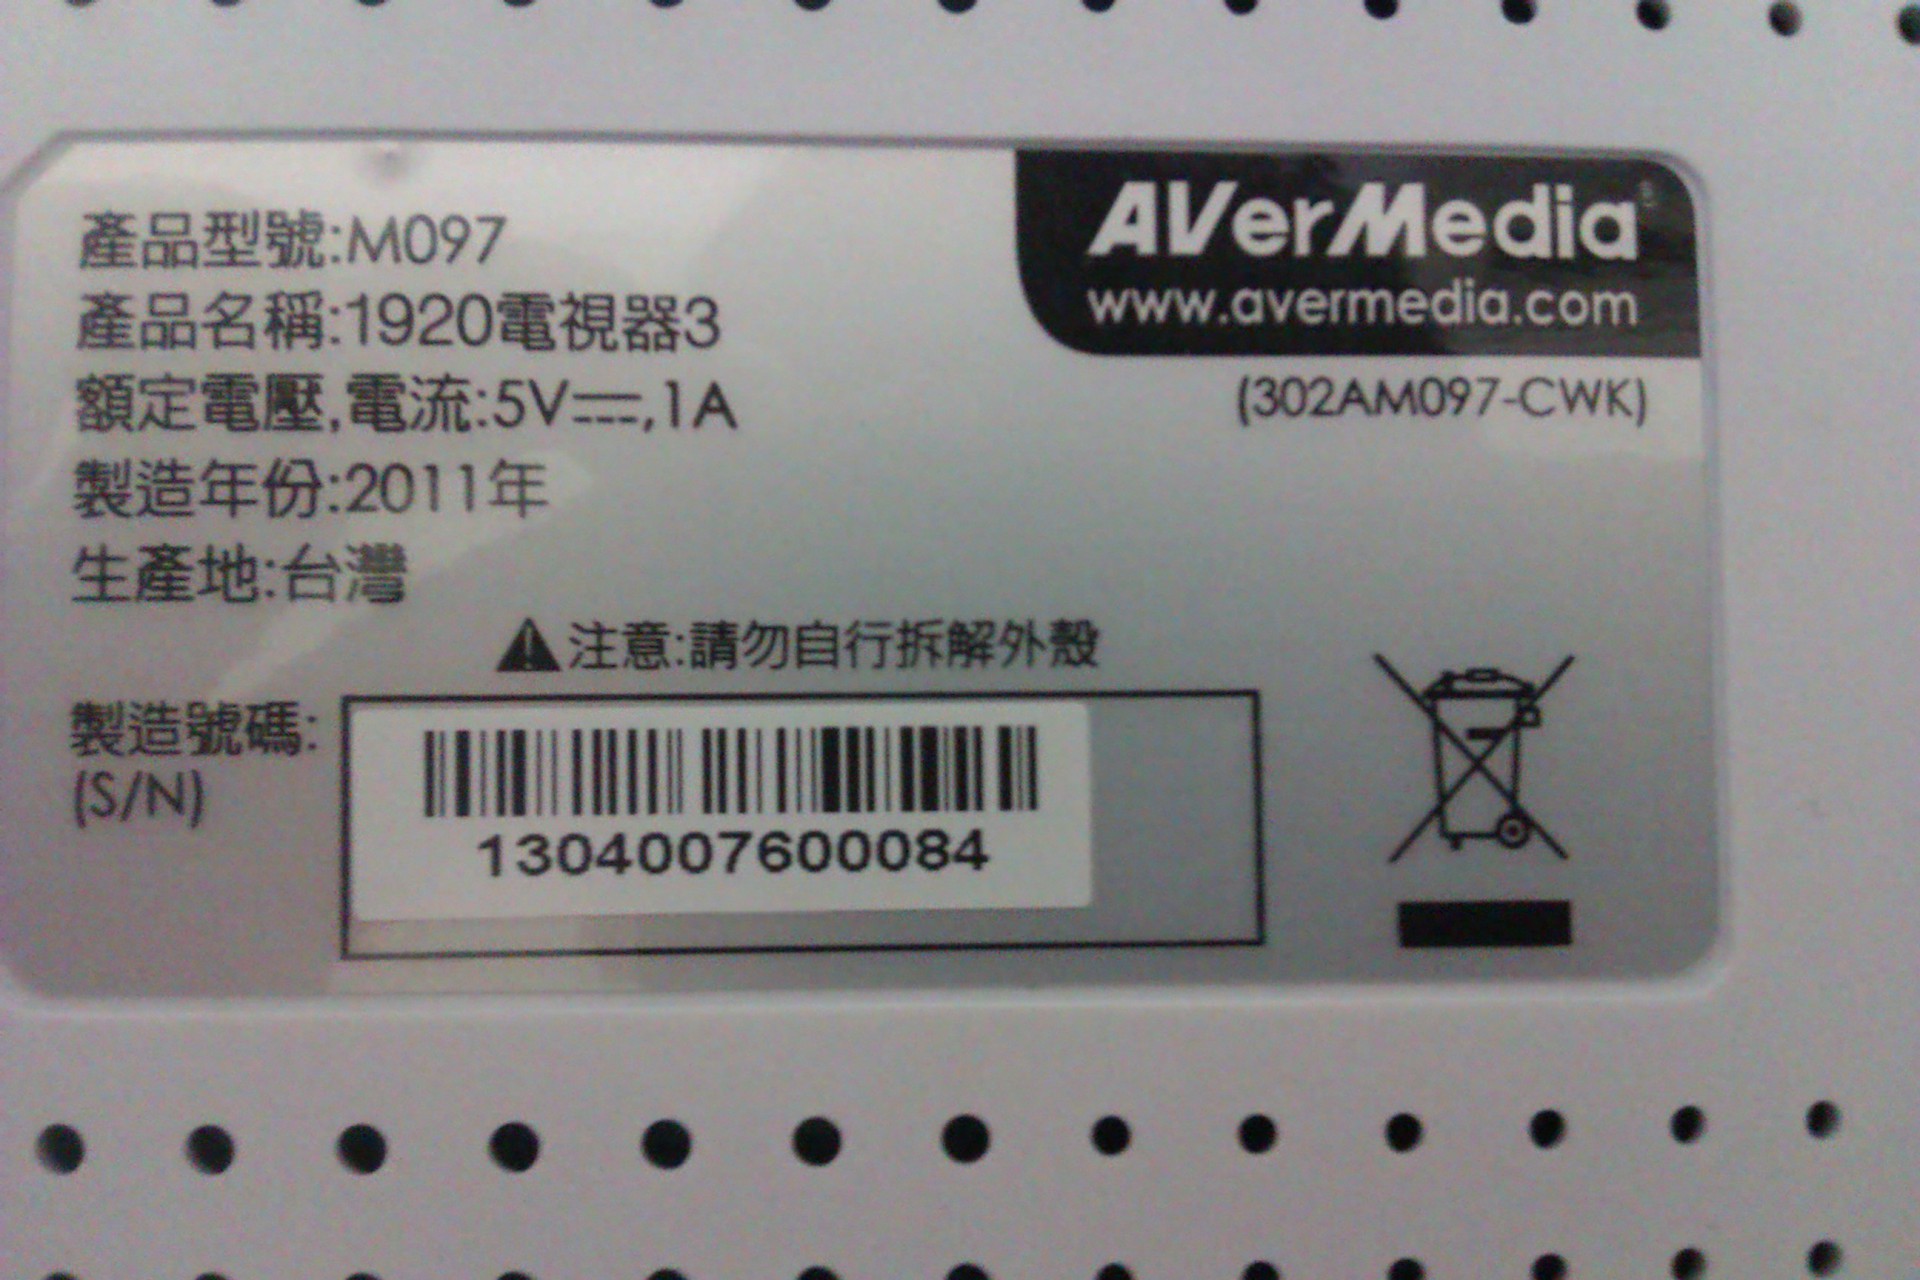 AVerMedia
www.avermedia.com
(302AM097-CWK)
產品型號:M097
產品名稱:1920電視器3
額定電壓,電流:5V⎓,1A
製造年份:2011年
生產地:台灣
注意:請勿自行拆解外殼
製造號碼:
(S/N)
1304007600084